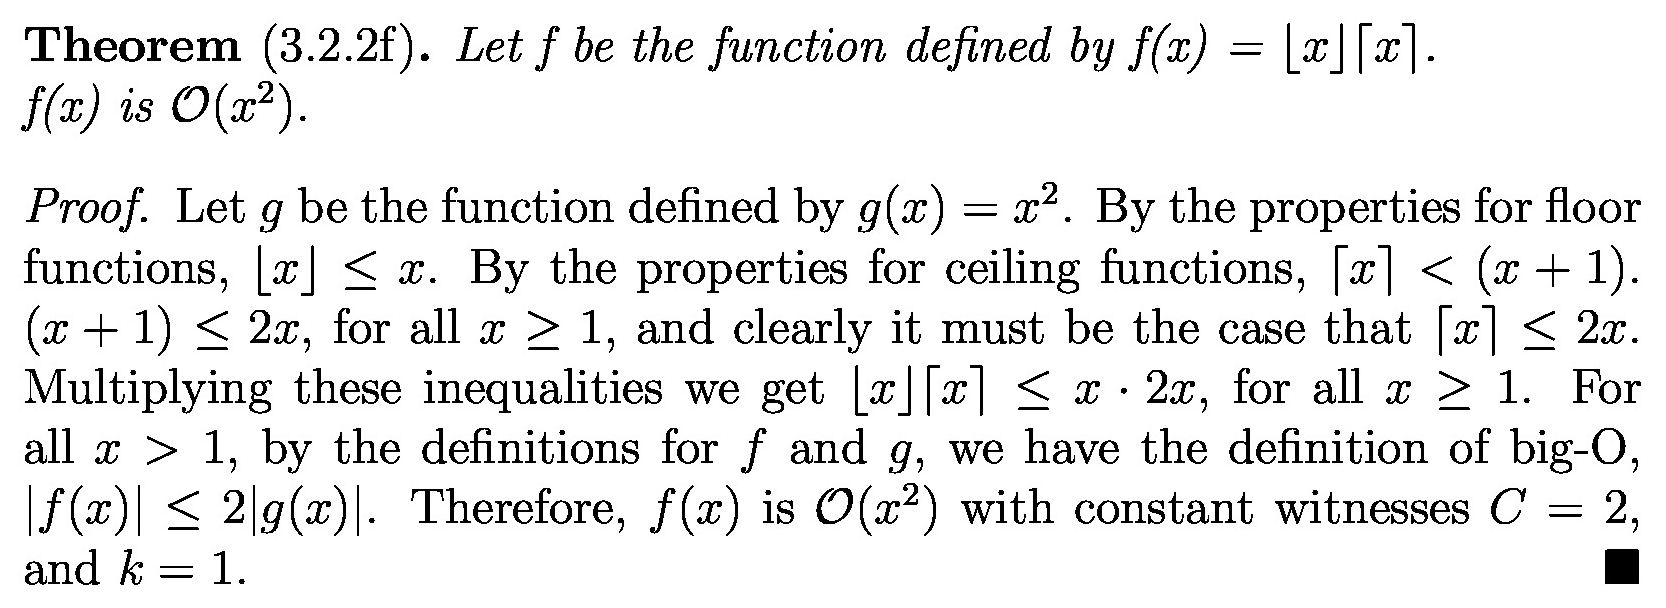 Theorem (3.2.2f). Let f be the function defined by f(x) = ⌊x⌋⌈x⌉.
f(x) is 𝒪(x²).
Proof. Let g be the function defined by g(x) = x². By the properties for floor
functions, ⌊x⌋ ≤ x. By the properties for ceiling functions, ⌈x⌉ < (x + 1).
(x + 1) ≤ 2x, for all x ≥ 1, and clearly it must be the case that ⌈x⌉ ≤ 2x.
Multiplying these inequalities we get ⌊x⌋⌈x⌉ ≤ x · 2x, for all x ≥ 1. For
all x > 1, by the definitions for f and g, we have the definition of big-O,
|f(x)| ≤ 2|g(x)|. Therefore, f(x) is 𝒪(x²) with constant witnesses C = 2,
and k = 1. ■